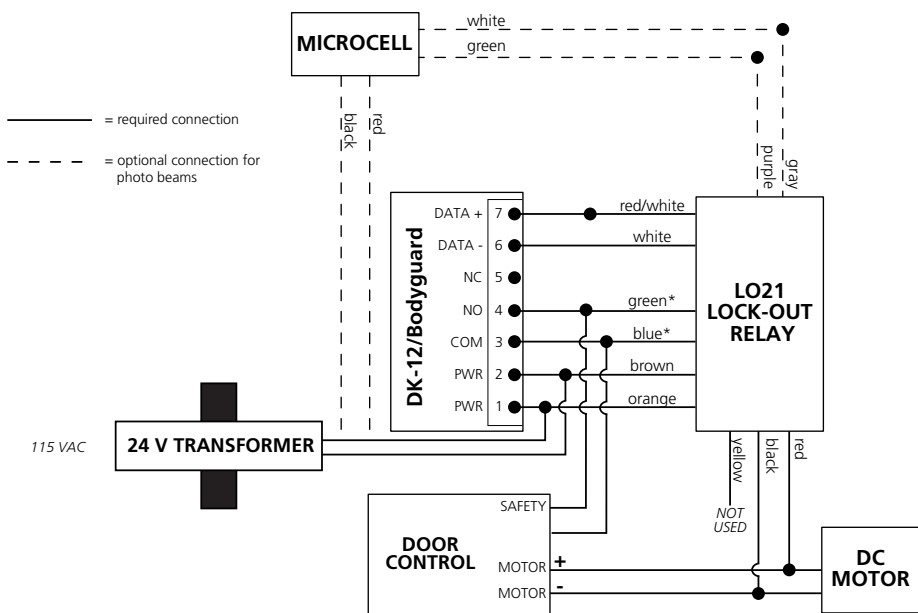 white
MICROCELL
green
= required connection
= optional connection for
photo beams
black
red
purple
gray
DK-12/Bodyguard
DATA + 7
red/white
DATA - 6
white
NC 5
NO 4
green*
COM 3
blue*
PWR 2
brown
PWR 1
orange
LO21
LOCK-OUT
RELAY
115 VAC
24 V TRANSFORMER
yellow
black
red
NOT
USED
SAFETY
DOOR
CONTROL
MOTOR +
MOTOR -
DC
MOTOR